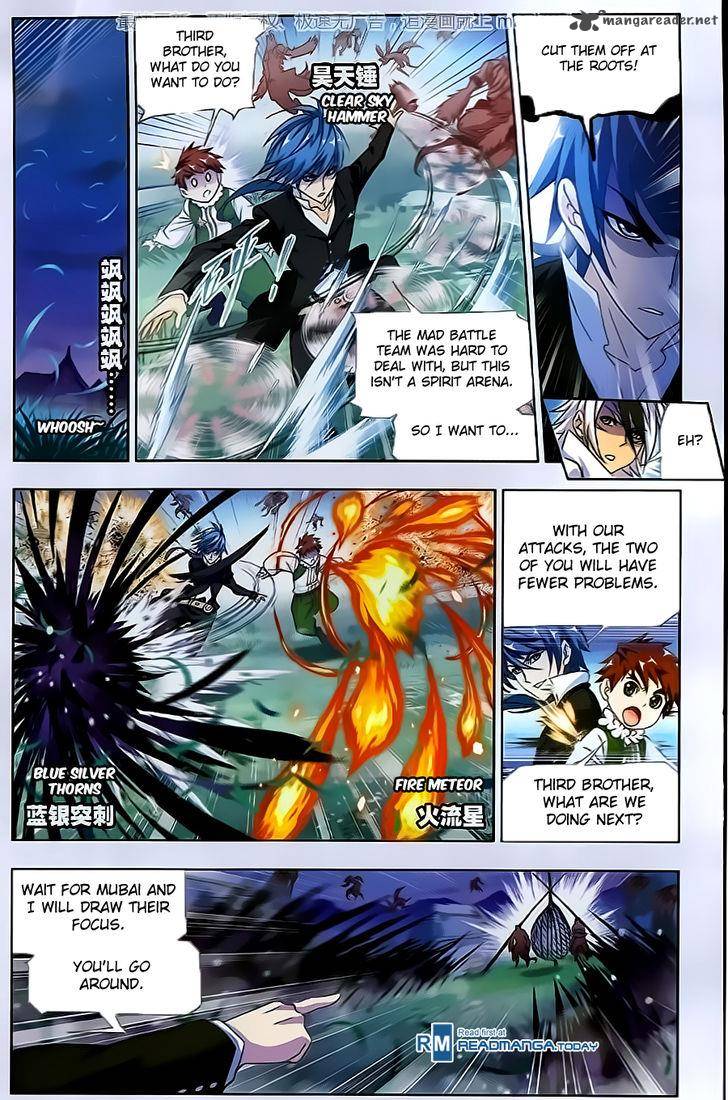 mangareader.net
THIRD
BROTHER,
WHAT DO YOU
WANT TO DO?
昊天锤
CLEAR SKY
HAMMER
CUT THEM OFF AT
THE ROOTS!
飒飒飒飒飒……
WHOOSH~
THE MAD BATTLE
TEAM WAS HARD
TO DEAL WITH, BUT THIS
ISN'T A SPIRIT ARENA.
SO I WANT TO...
EH?
BLUE SILVER
THORNS
蓝银突刺
FIRE METEOR
火流星
WITH OUR
ATTACKS, THE TWO
OF YOU WILL HAVE
FEWER PROBLEMS.
THIRD BROTHER,
WHAT ARE WE
DOING NEXT?
WAIT FOR MUBAI AND
I WILL DRAW THEIR
FOCUS.
YOU'LL GO
AROUND.
RM
Read first at
READMANGA.TODAY